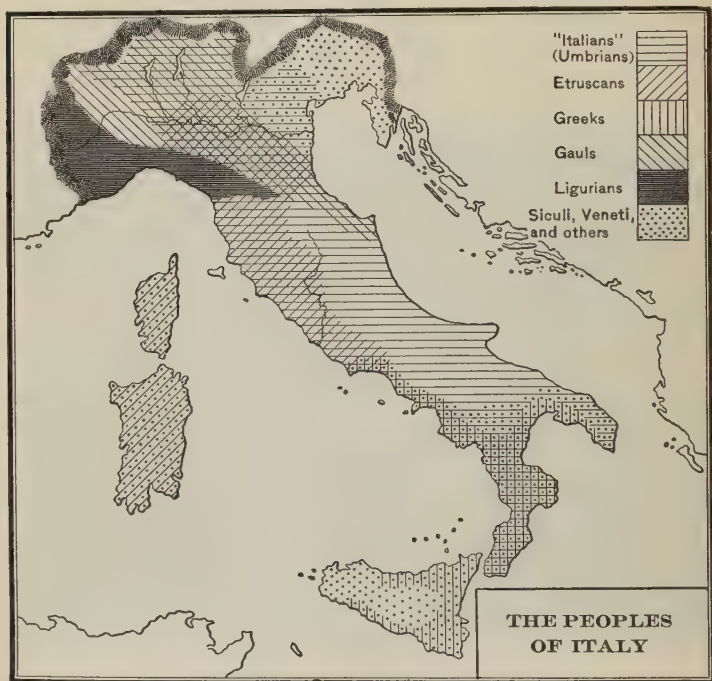 "Italians"
(Umbrians)
Etruscans
Greeks
Gauls
Ligurians
Siculi, Veneti,
and others
THE PEOPLES
OF ITALY